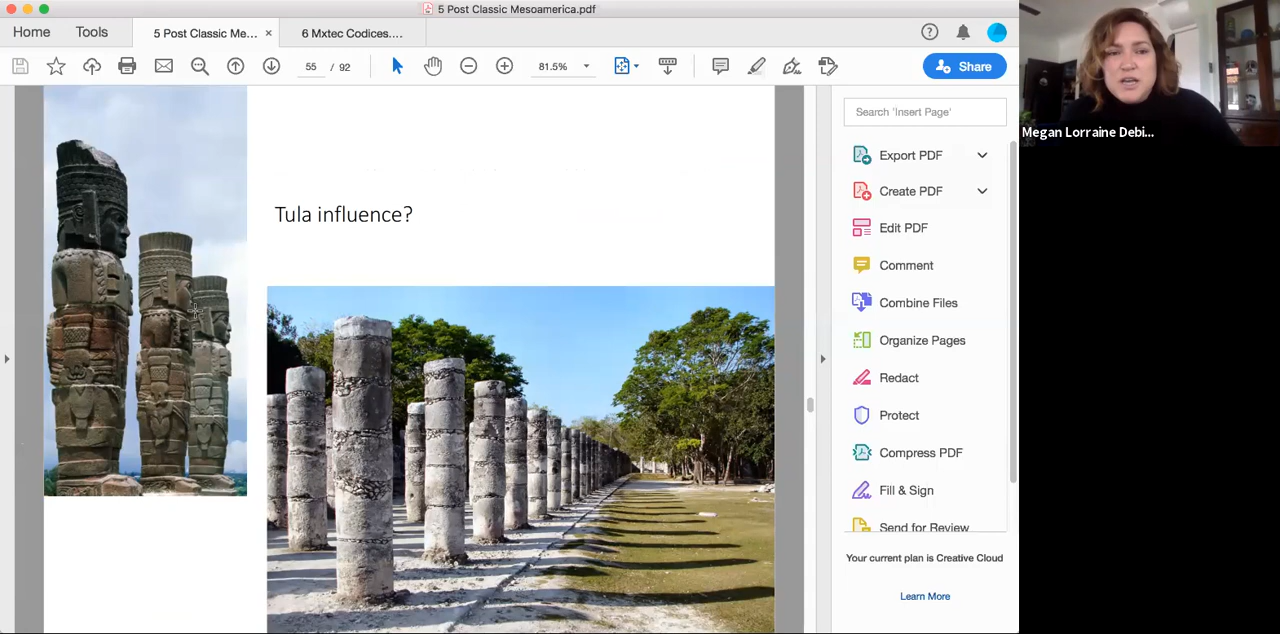 5 Post Classic Mesoamerica.pdf
Home
Tools
5 Post Classic Me... ×
6 Mxtec Codices....
55 / 92
81.5%
Share
Search 'Insert Page'
Export PDF
Create PDF
Edit PDF
Comment
Combine Files
Organize Pages
Redact
Protect
Compress PDF
Fill & Sign
Send for Review
Your current plan is Creative Cloud
Learn More
Tula influence?
Megan Lorraine Debi...